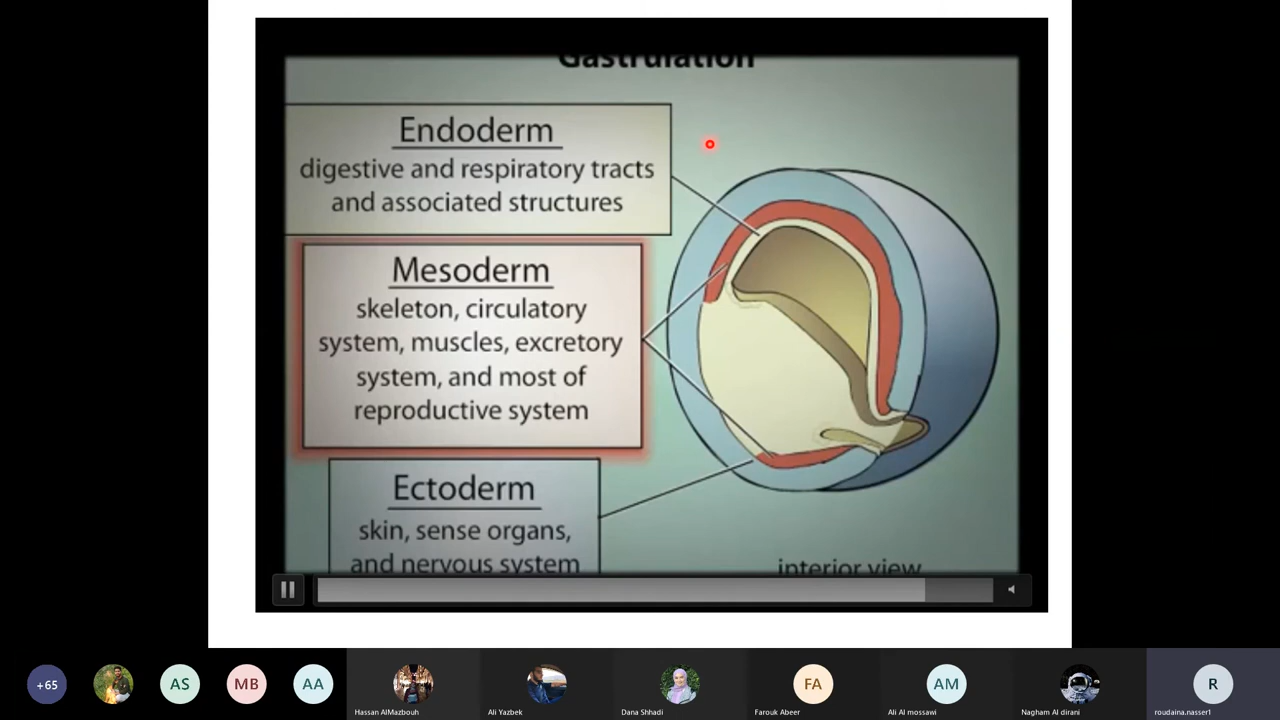 Gastrulation
Endoderm
digestive and respiratory tracts
and associated structures
Mesoderm
skeleton, circulatory
system, muscles, excretory
system, and most of
reproductive system
Ectoderm
skin, sense organs,
and nervous system
interior view
+65
AS
MB
AA
FA
AM
R
Hassan AlMazbouh
Ali Yazbek
Dana Shhadi
Farouk Abeer
Ali Al mossawi
Nagham Al dirani
roudaina.nasser1